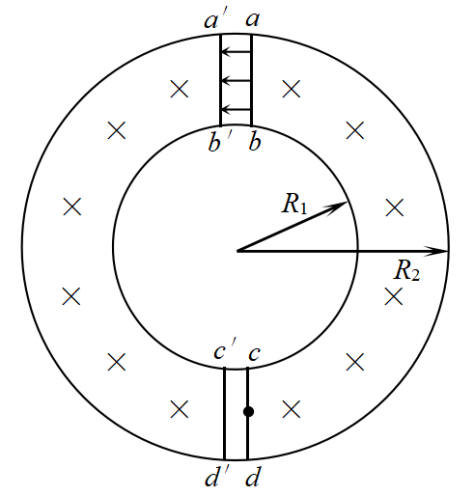 a′ a
b′ b
R₁
R₂
c′ c
d′ d